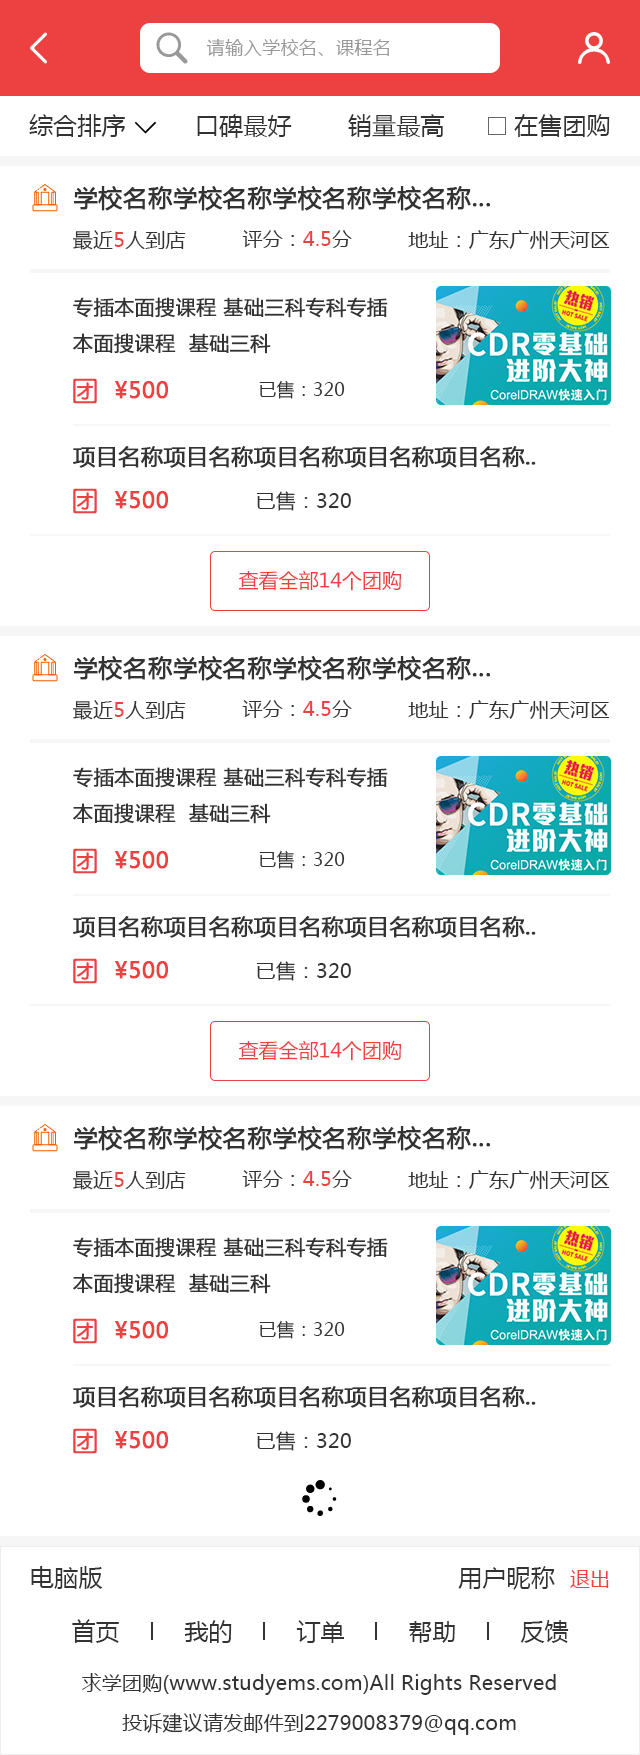 请输入学校名、课程名
综合排序 口碑最好 销量最高 在售团购
学校名称学校名称学校名称学校名称...
最近5人到店 评分：4.5分 地址：广东广州天河区
专插本面搜课程 基础三科专科专插
本面搜课程 基础三科
热销
HOT SALE
CDR零基础
进阶大神
CorelDRAW快速入门
团 ¥500 已售：320
项目名称项目名称项目名称项目名称项目名称..
团 ¥500 已售：320
查看全部14个团购
学校名称学校名称学校名称学校名称...
最近5人到店 评分：4.5分 地址：广东广州天河区
专插本面搜课程 基础三科专科专插
本面搜课程 基础三科
热销
HOT SALE
CDR零基础
进阶大神
CorelDRAW快速入门
团 ¥500 已售：320
项目名称项目名称项目名称项目名称项目名称..
团 ¥500 已售：320
查看全部14个团购
学校名称学校名称学校名称学校名称...
最近5人到店 评分：4.5分 地址：广东广州天河区
专插本面搜课程 基础三科专科专插
本面搜课程 基础三科
热销
HOT SALE
CDR零基础
进阶大神
CorelDRAW快速入门
团 ¥500 已售：320
项目名称项目名称项目名称项目名称项目名称..
团 ¥500 已售：320
电脑版 用户昵称 退出
首页 | 我的 | 订单 | 帮助 | 反馈
求学团购(www.studyems.com)All Rights Reserved
投诉建议请发邮件到2279008379@qq.com